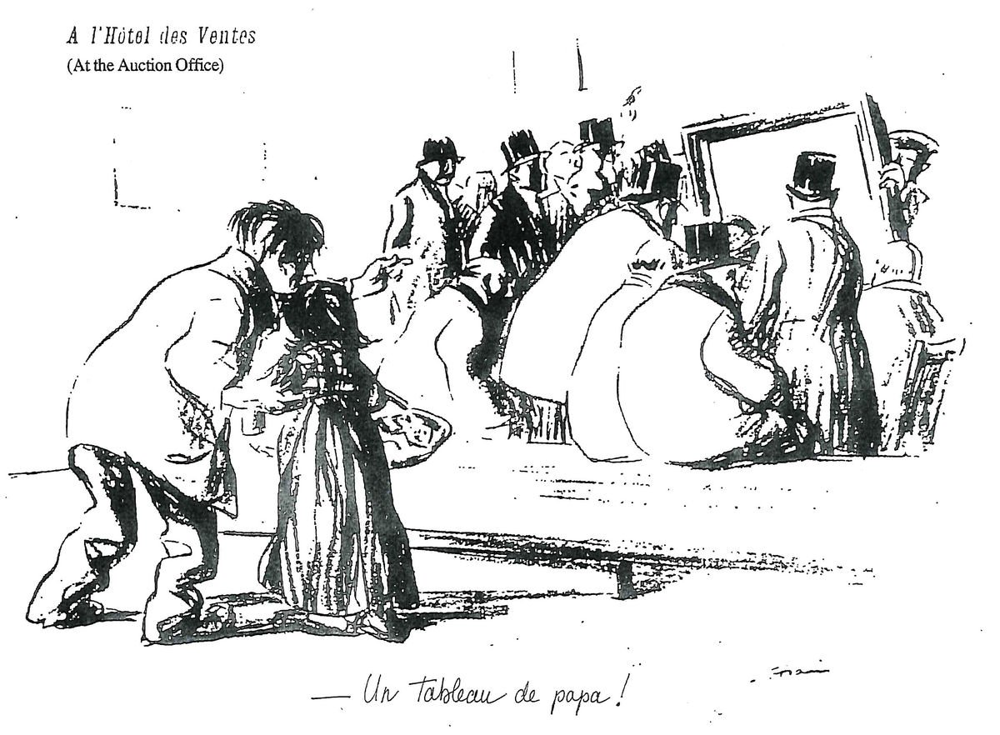 A l'Hôtel des Ventes
(At the Auction Office)
— Un tableau de papa !